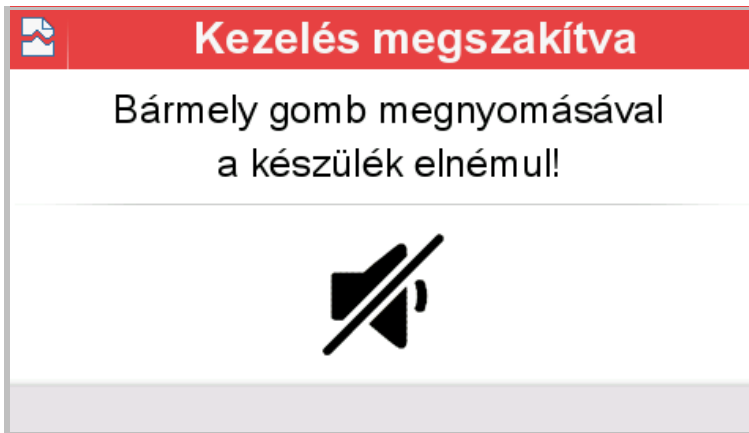 Kezelés megszakítva
Bármely gomb megnyomásával
a készülék elnémul!